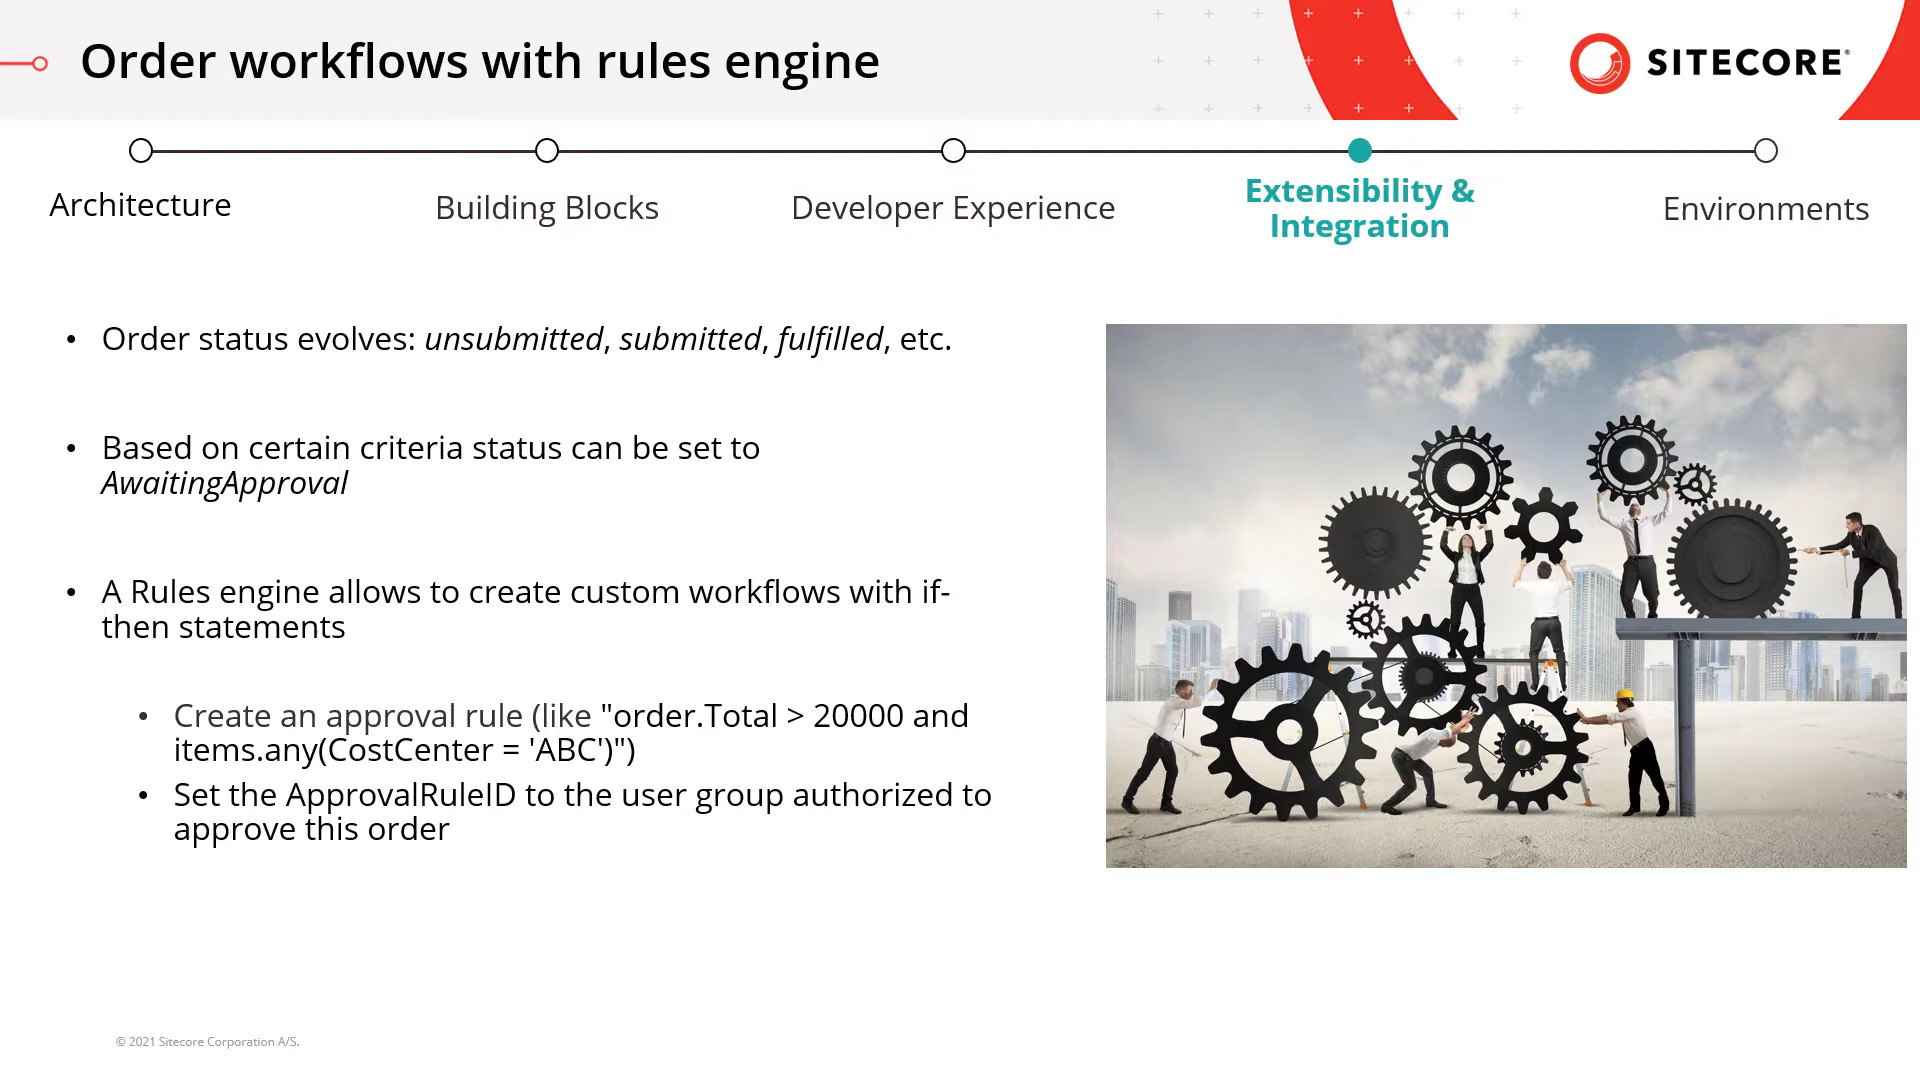 Order workflows with rules engine
SITECORE®
Architecture
Building Blocks
Developer Experience
Extensibility &
Integration
Environments
• Order status evolves: unsubmitted, submitted, fulfilled, etc.
• Based on certain criteria status can be set to
AwaitingApproval
• A Rules engine allows to create custom workflows with if-
then statements
• Create an approval rule (like "order.Total > 20000 and
items.any(CostCenter = 'ABC')")
• Set the ApprovalRuleID to the user group authorized to
approve this order
© 2021 Sitecore Corporation A/S.